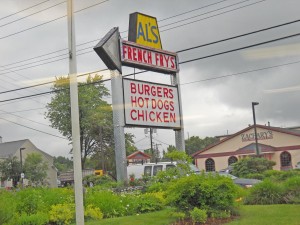 AL'S
FRENCH FRYS
BURGERS
HOT DOGS
CHICKEN